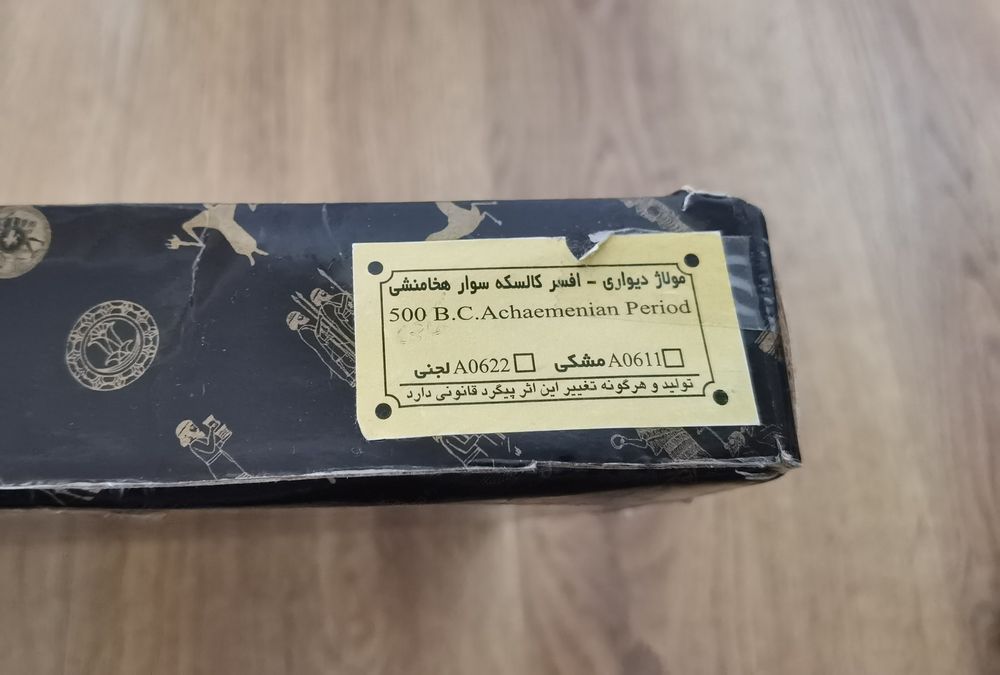 مولاژ دیواری - افسر کالسکه سوار هخامنشی
500 B.C.Achaemenian Period
A0611 مشکی A0622 لجنی
تولید و هرگونه تغییر این اثر پیگرد قانونی دارد